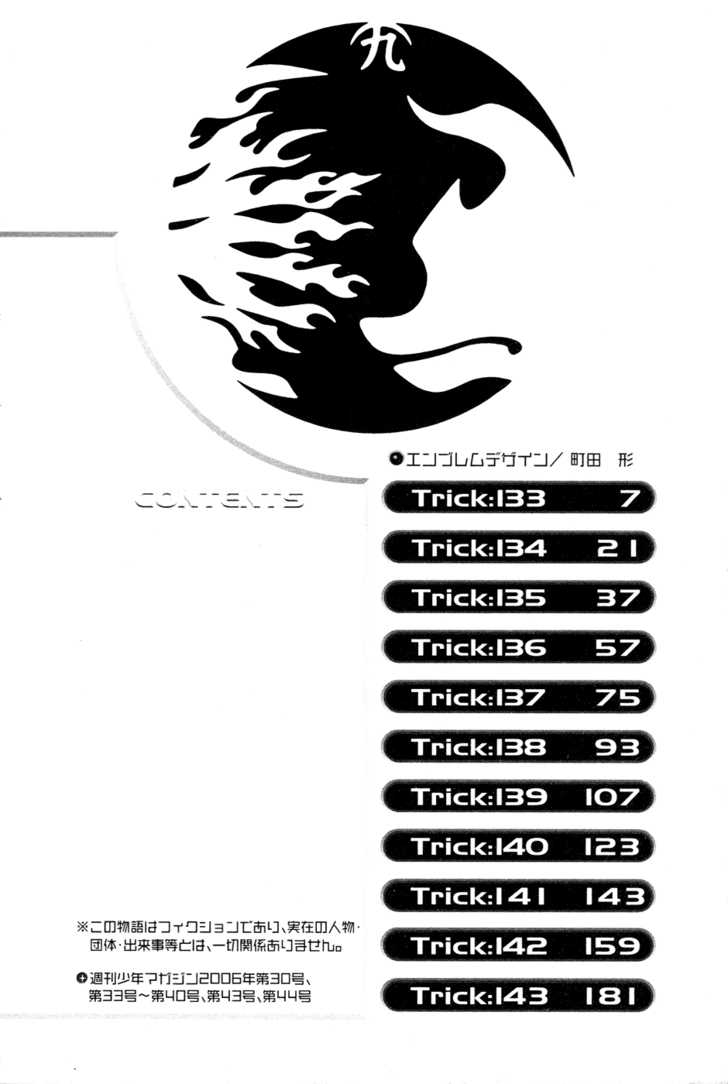 九
エンブレムデザイン/ 町田 形
CONTENTS
Trick:133 7
Trick:134 21
Trick:135 37
Trick:136 57
Trick:137 75
Trick:138 93
Trick:139 107
Trick:140 123
Trick:141 143
Trick:142 159
Trick:143 181
※この物語はフィクションであり、実在の人物・
団体・出来事等とは、一切関係ありません。
週刊少年マガジン2006年第30号、
第33号〜第40号、第43号、第44号